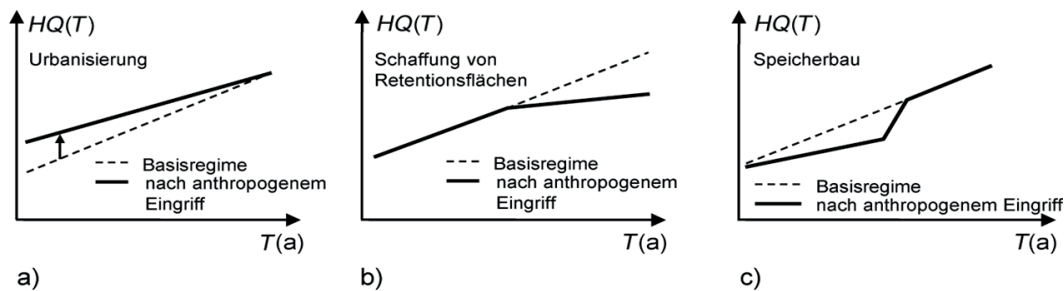 HQ(T)
Urbanisierung
Basisregime
nach anthropogenem
Eingriff
T(a)
a)
HQ(T)
Schaffung von
Retentionsflächen
Basisregime
nach anthropogenem
Eingriff
T(a)
b)
HQ(T)
Speicherbau
Basisregime
nach anthropogenem Eingriff
T(a)
c)